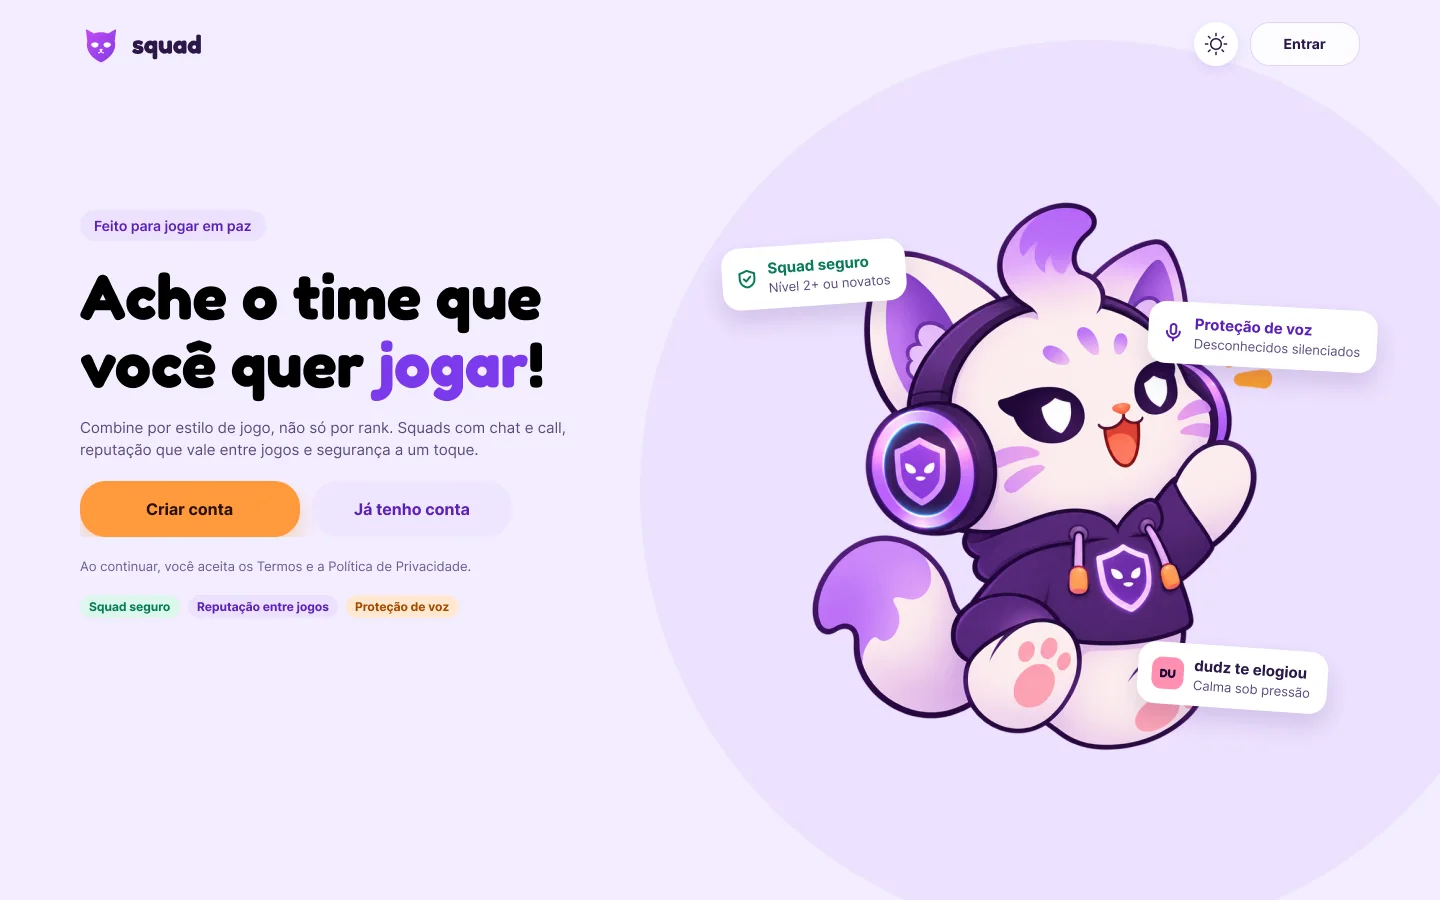 squad
Entrar
Feito para jogar em paz
Ache o time que
você quer jogar!
Combine por estilo de jogo, não só por rank. Squads com chat e call,
reputação que vale entre jogos e segurança a um toque.
Criar conta
Já tenho conta
Ao continuar, você aceita os Termos e a Política de Privacidade.
Squad seguro
Reputação entre jogos
Proteção de voz
Squad seguro
Nível 2+ ou novatos
Proteção de voz
Desconhecidos silenciados
DU
dudz te elogiou
Calma sob pressão